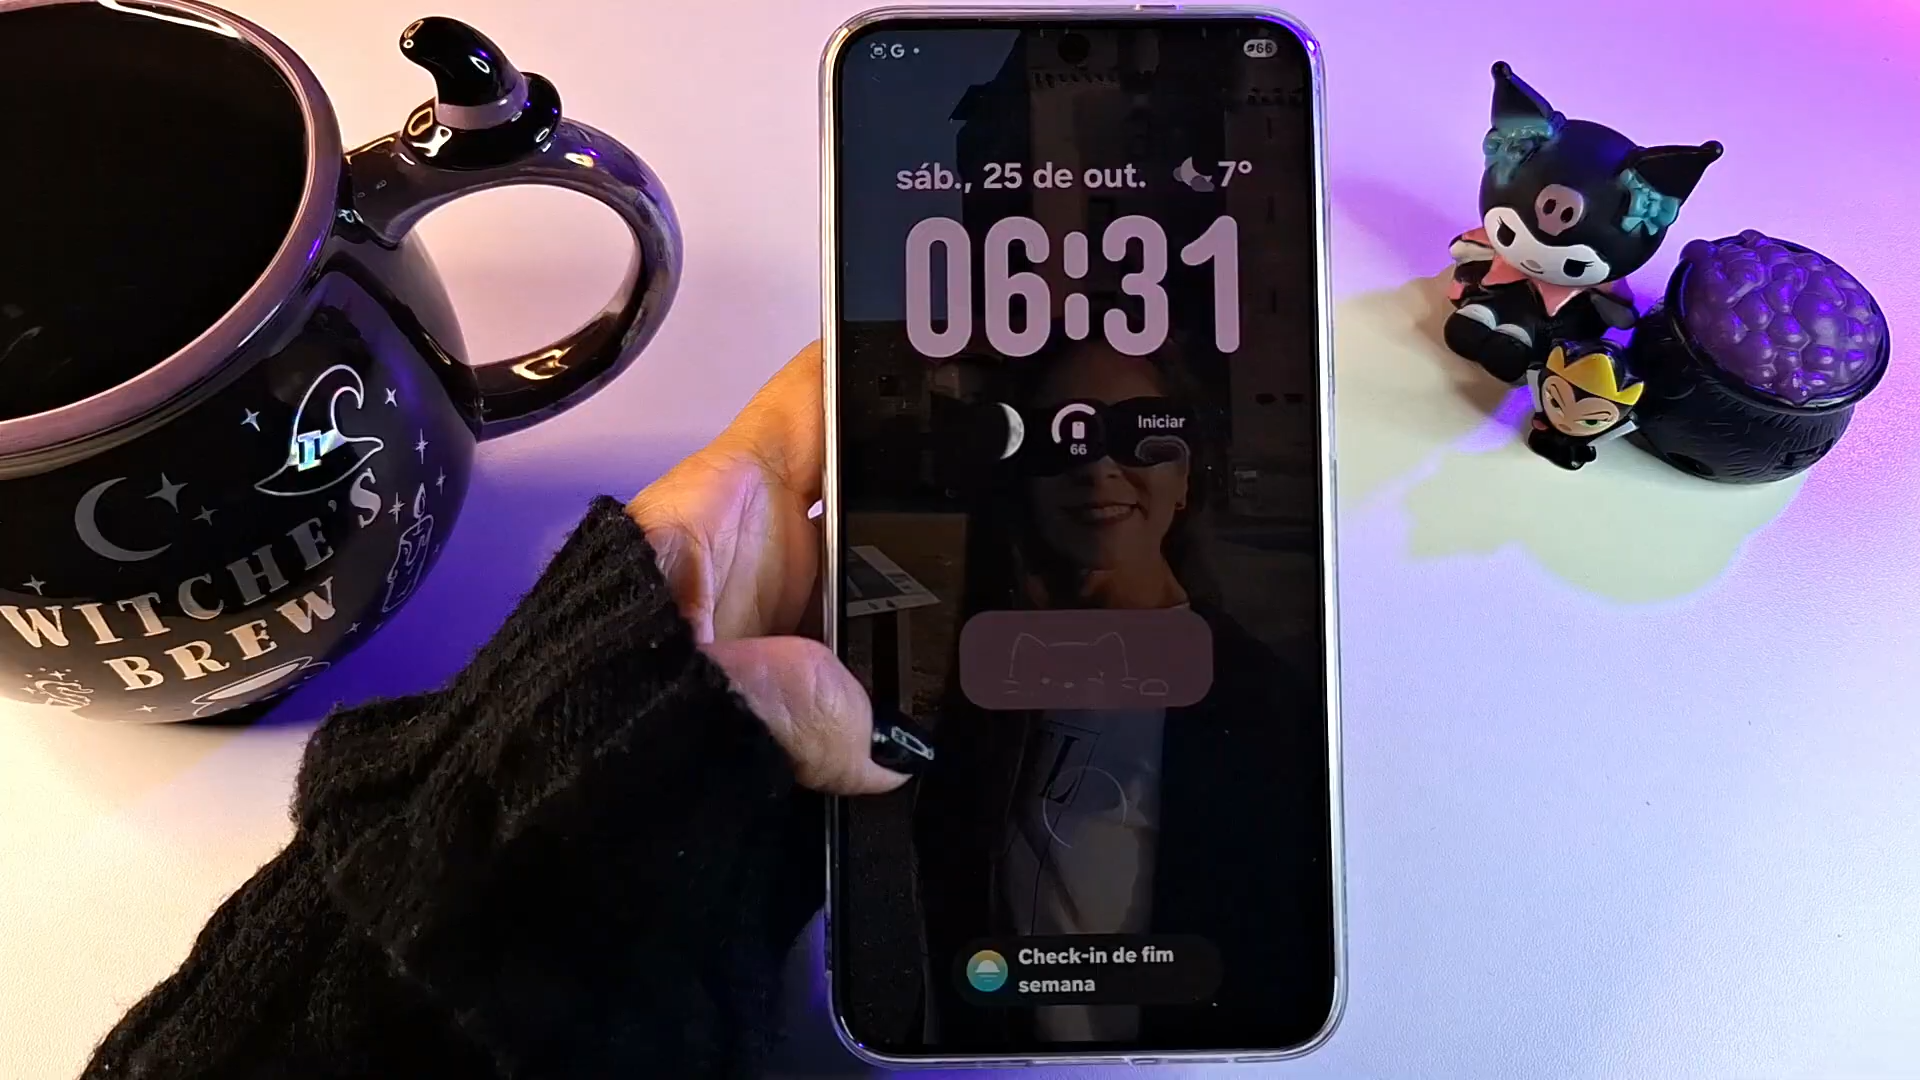 WITCHE'S
BREW
G
66
sáb., 25 de out. 7°
06:31
66
Iniciar
L
Check-in de fim
semana